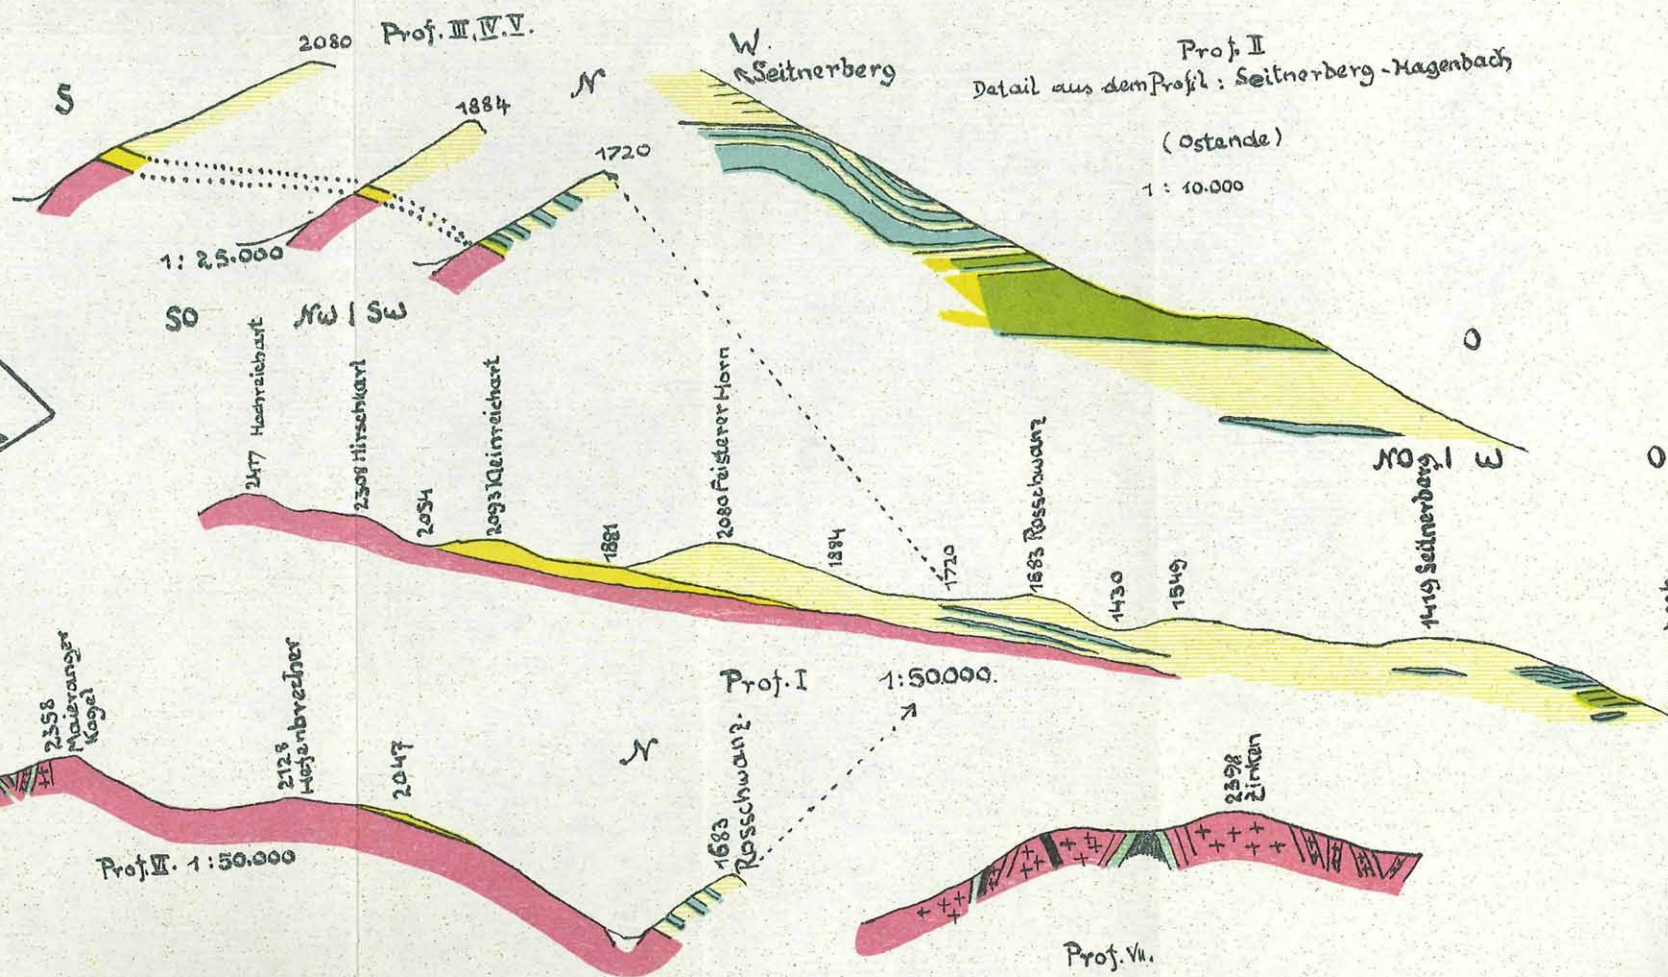 Prof. III, IV. V.
2080
S
N
1884
1720
1: 25.000
W.
Seitnerberg
Prof. II
Detail aus dem Profil: Seitnerberg - Hagenbach
(Ostende)
1 : 10.000
O
SO
NW | SW
NO | W
O
2417 Hochreichart
2308 Hirschkarl
2054
2093 Kleinreichart
1881
2080 Feisterer Horn
1884
1720
1683 Rosschwanz
1430
1549
1419 Seitnerberg
Prof. I
1:50.000.
2358
Maieranger
Kogel
2128
Hefenbrecher
2047
N
1683
Rosschwanz.
Prof. VI. 1:50.000
2398
Zinken
Prof. VII.